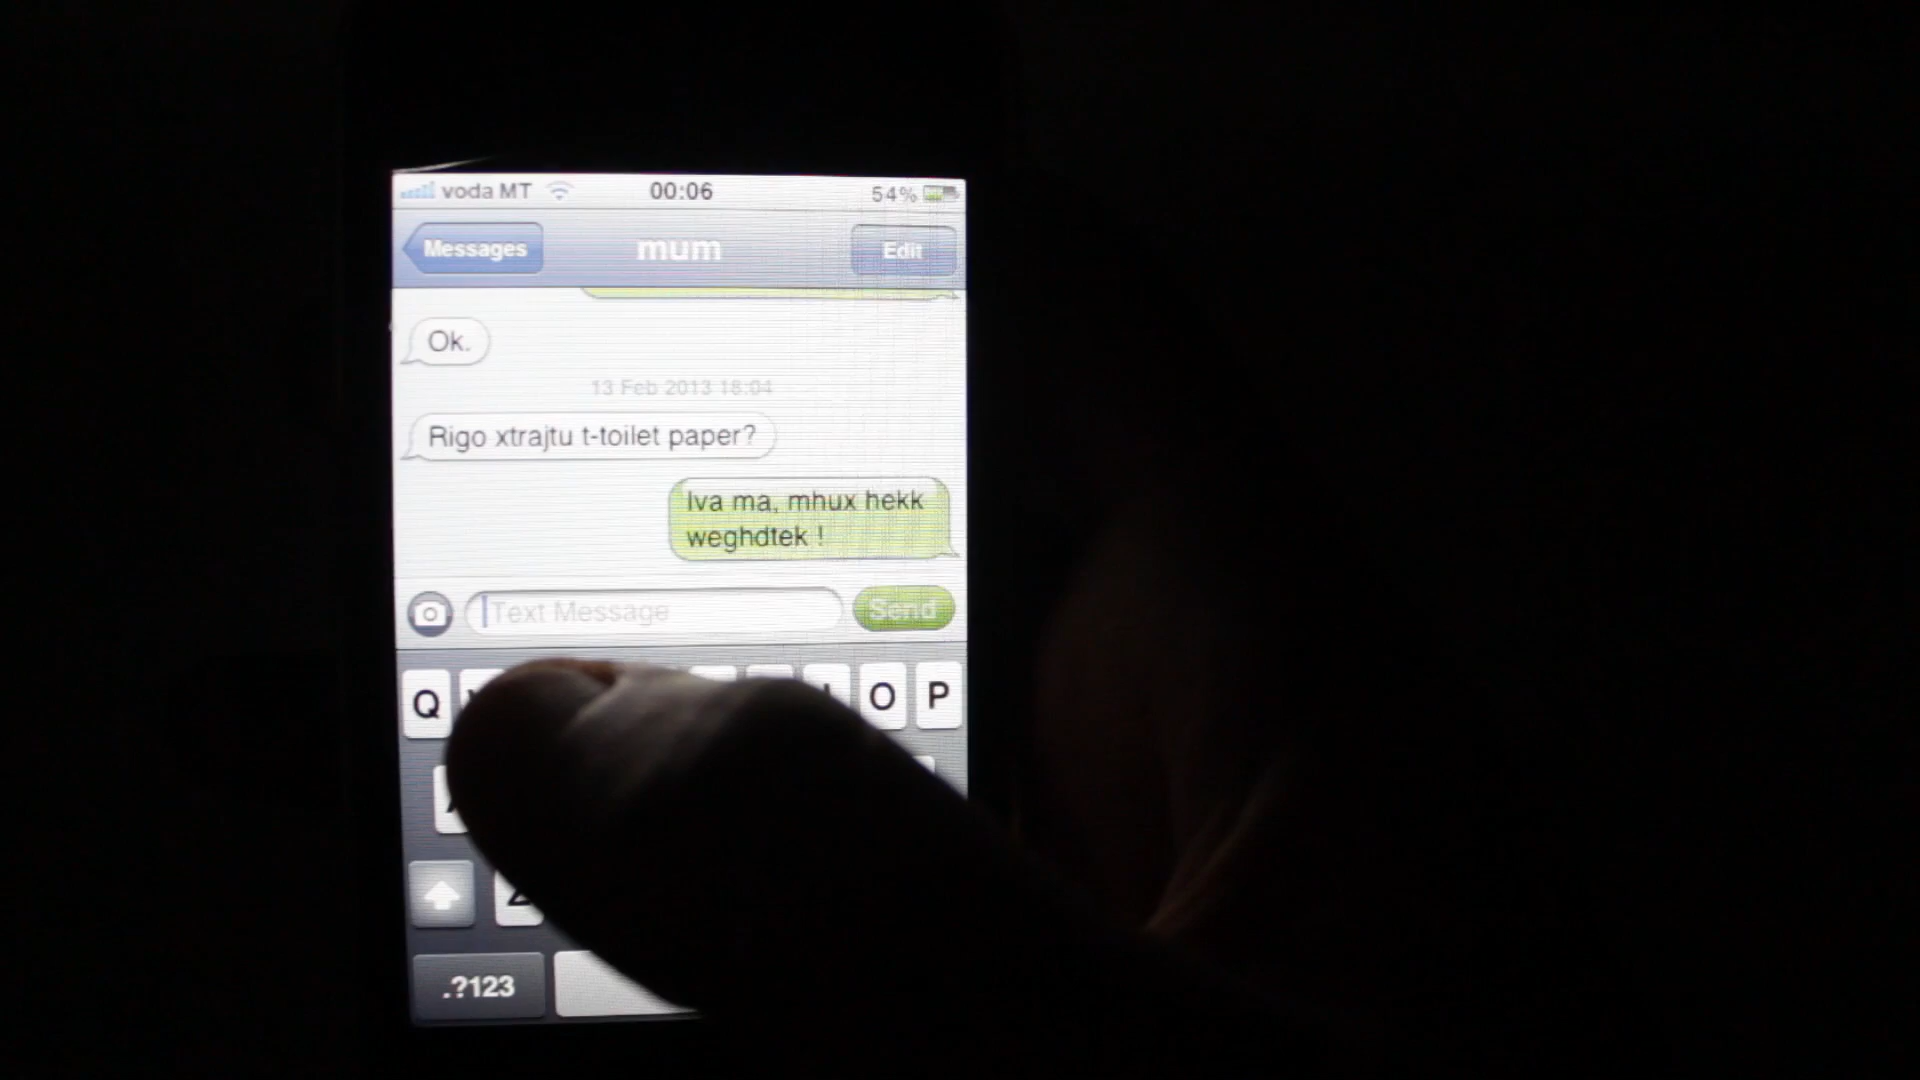 voda MT 00:06 54%
Messages mum Edit
Ok.
13 Feb 2013 18:04
Rigo xtrajtu t-toilet paper?
Iva ma, mhux hekk
weghdtek !
Text Message Send
Q O P
Z
.?123